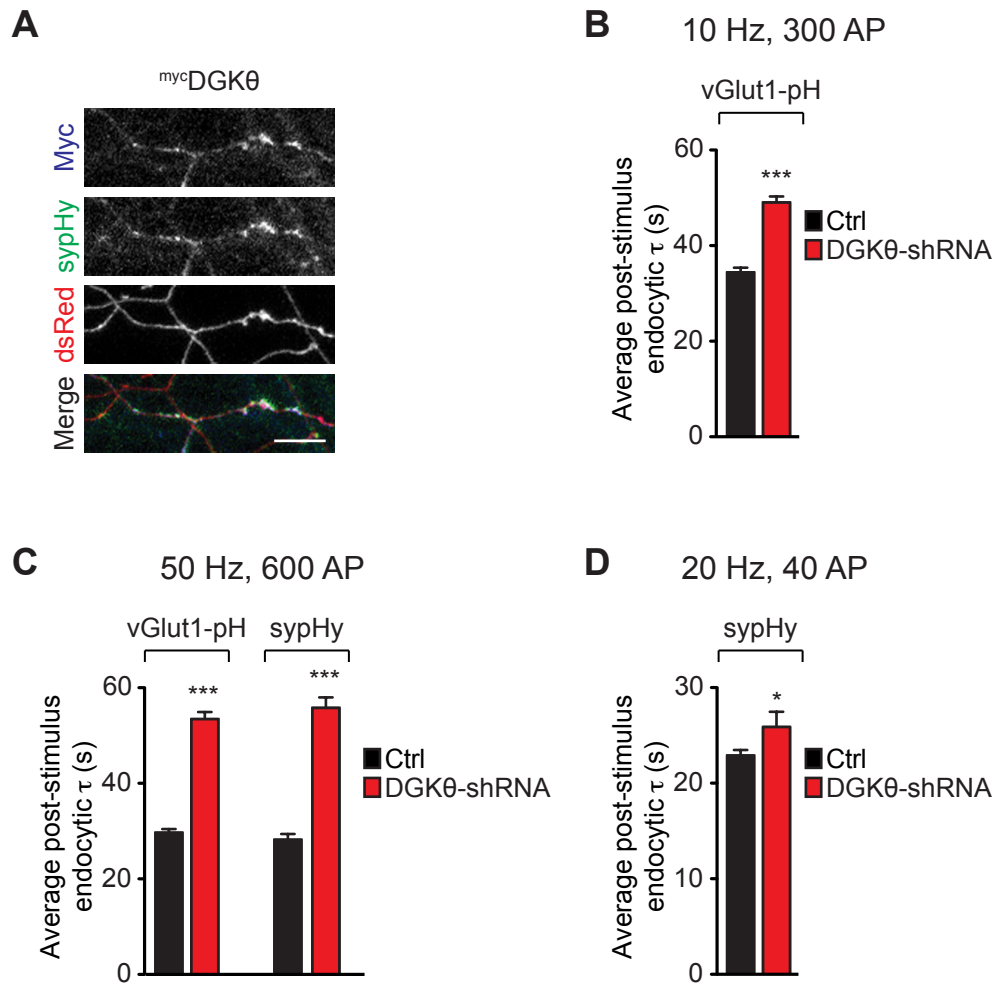 A
mycDGKθ
Myc
sypHy
dsRed
Merge
B
10 Hz, 300 AP
vGlut1-pH
Average post-stimulus
endocytic τ (s)
60
40
20
0
***
Ctrl
DGKθ-shRNA
C
50 Hz, 600 AP
vGlut1-pH
sypHy
Average post-stimulus
endocytic τ (s)
60
40
20
0
***
***
Ctrl
DGKθ-shRNA
D
20 Hz, 40 AP
sypHy
Average post-stimulus
endocytic τ (s)
30
20
10
0
*
Ctrl
DGKθ-shRNA